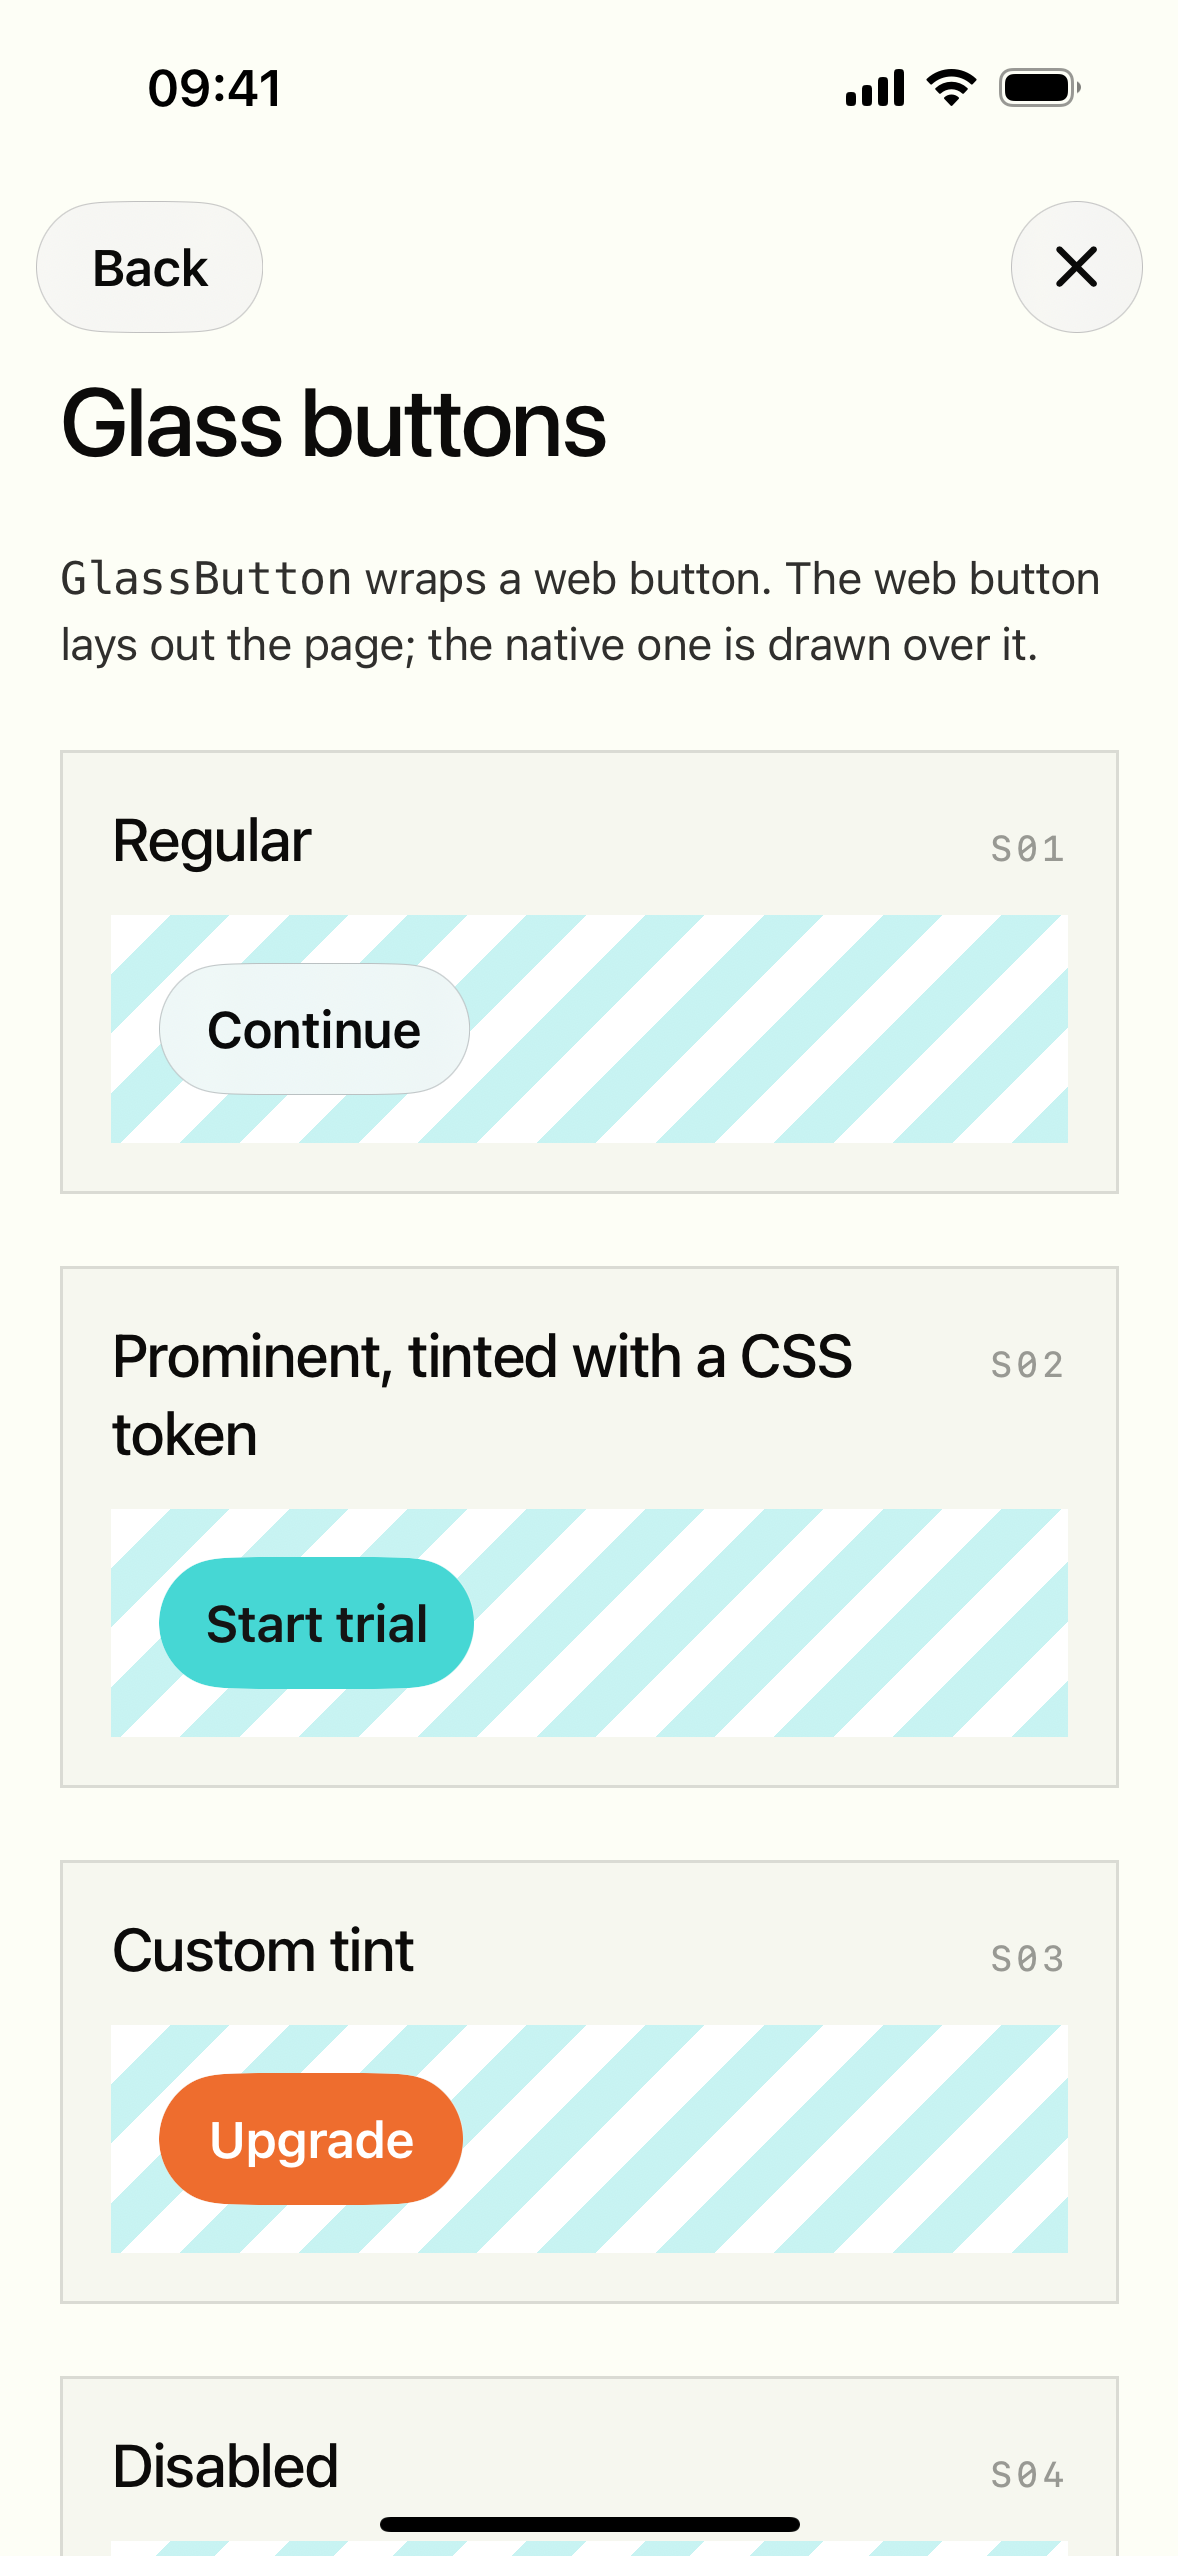 09:41
Back
Glass buttons
GlassButton wraps a web button. The web button
lays out the page; the native one is drawn over it.
Regular
S01
Continue
Prominent, tinted with a CSS
token
S02
Start trial
Custom tint
S03
Upgrade
Disabled
S04